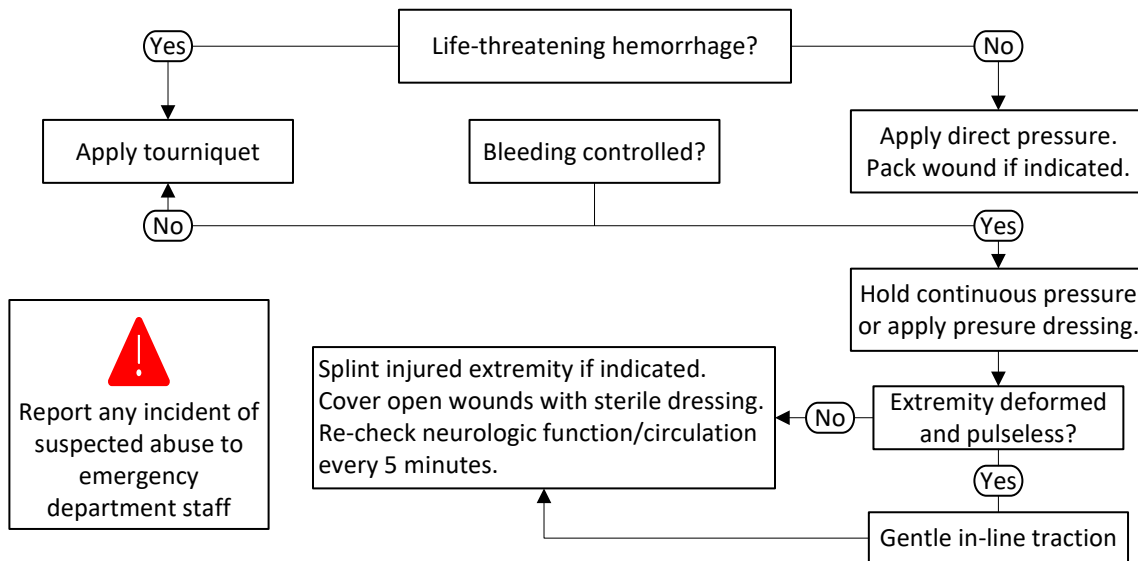 Yes
Life-threatening hemorrhage?
No
Apply tourniquet
Bleeding controlled?
Apply direct pressure.
Pack wound if indicated.
No
Yes
Hold continuous pressure
or apply presure dressing.
Report any incident of
suspected abuse to
emergency
department staff
Splint injured extremity if indicated.
Cover open wounds with sterile dressing.
Re-check neurologic function/circulation
every 5 minutes.
No
Extremity deformed
and pulseless?
Yes
Gentle in-line traction